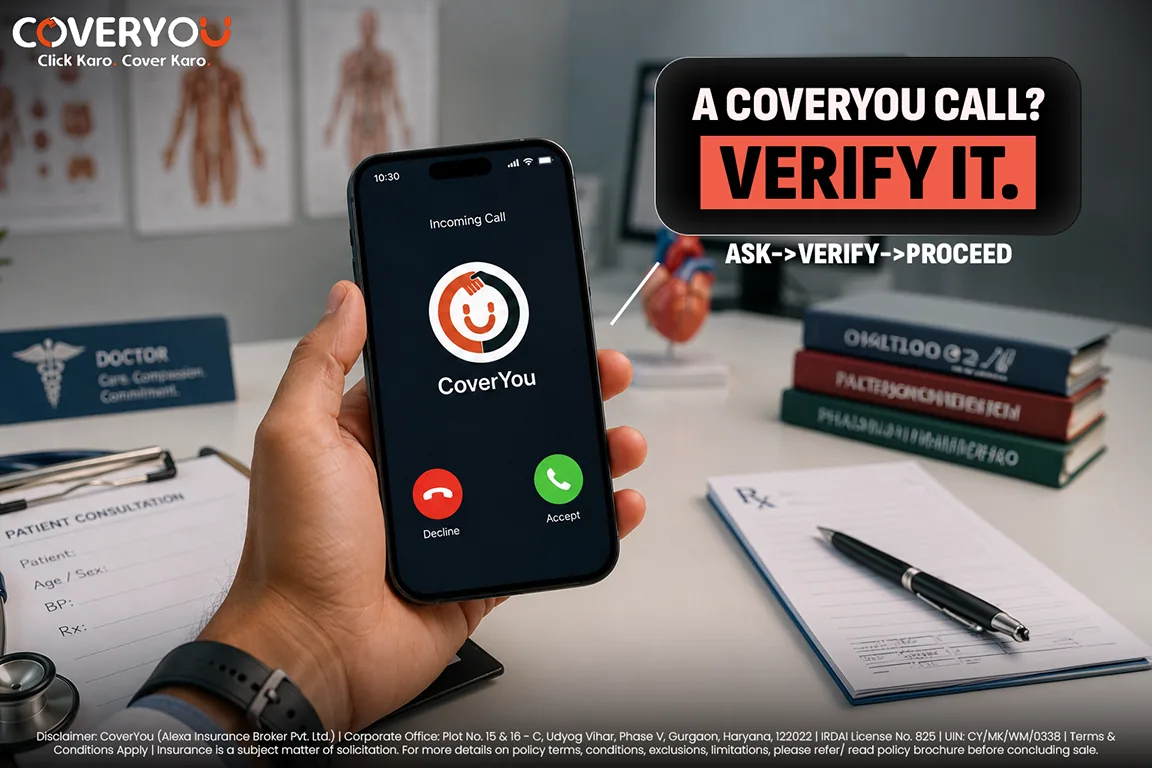 COVERYOU
Click Karo. Cover Karo.
A COVERYOU CALL?
VERIFY IT.
ASK->VERIFY->PROCEED
10:30
Incoming Call
CoverYou
Decline
Accept
DOCTOR
Care. Compassion.
Commitment.
PATIENT CONSULTATION
Patient:
Age / Sex:
BP:
Rx:
Rx
Disclaimer: CoverYou (Alexa Insurance Broker Pvt. Ltd.) | Corporate Office: Plot No. 15 & 16 - C, Udyog Vihar, Phase V, Gurgaon, Haryana, 122022 | IRDAI License No. 825 | UIN: CY/MK/WM/0338 | Terms &
Conditions Apply | Insurance is a subject matter of solicitation. For more details on policy terms, conditions, exclusions, limitations, please refer/ read policy brochure before concluding sale.